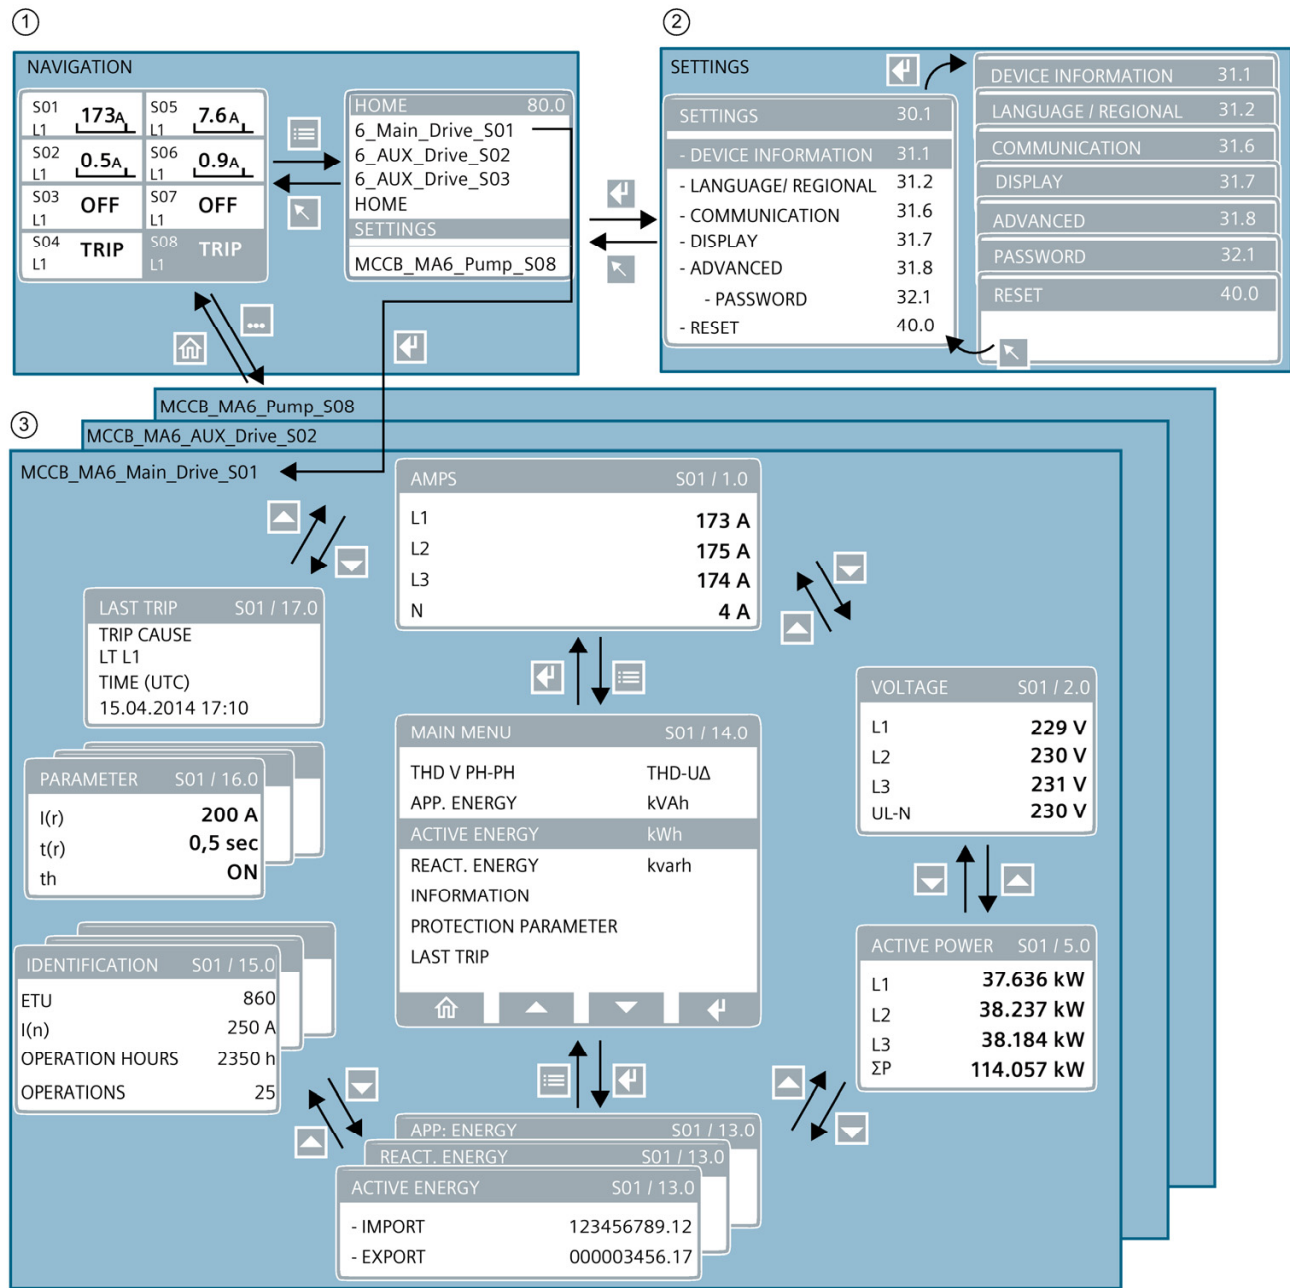 1
NAVIGATION
S01 L1 173A
S05 L1 7.6A
S02 L1 0.5A
S06 L1 0.9A
S03 L1 OFF
S07 L1 OFF
S04 L1 TRIP
S08 L1 TRIP
HOME 80.0
6_Main_Drive_S01
6_AUX_Drive_S02
6_AUX_Drive_S03
HOME
SETTINGS
MCCB_MA6_Pump_S08
2
SETTINGS
SETTINGS 30.1
- DEVICE INFORMATION 31.1
- LANGUAGE/ REGIONAL 31.2
- COMMUNICATION 31.6
- DISPLAY 31.7
- ADVANCED 31.8
- PASSWORD 32.1
- RESET 40.0
DEVICE INFORMATION 31.1
LANGUAGE / REGIONAL 31.2
COMMUNICATION 31.6
DISPLAY 31.7
ADVANCED 31.8
PASSWORD 32.1
RESET 40.0
3
MCCB_MA6_Pump_S08
MCCB_MA6_AUX_Drive_S02
MCCB_MA6_Main_Drive_S01
AMPS S01 / 1.0
L1 173 A
L2 175 A
L3 174 A
N 4 A
LAST TRIP S01 / 17.0
TRIP CAUSE
LT L1
TIME (UTC)
15.04.2014 17:10
VOLTAGE S01 / 2.0
L1 229 V
L2 230 V
L3 231 V
UL-N 230 V
MAIN MENU S01 / 14.0
THD V PH-PH THD-UΔ
APP. ENERGY kVAh
ACTIVE ENERGY kWh
REACT. ENERGY kvarh
INFORMATION
PROTECTION PARAMETER
LAST TRIP
PARAMETER S01 / 16.0
I(r) 200 A
t(r) 0,5 sec
th ON
IDENTIFICATION S01 / 15.0
ETU 860
I(n) 250 A
OPERATION HOURS 2350 h
OPERATIONS 25
ACTIVE POWER S01 / 5.0
L1 37.636 kW
L2 38.237 kW
L3 38.184 kW
ΣP 114.057 kW
APP: ENERGY S01 / 13.0
REACT. ENERGY S01 / 13.0
ACTIVE ENERGY S01 / 13.0
- IMPORT 123456789.12
- EXPORT 000003456.17